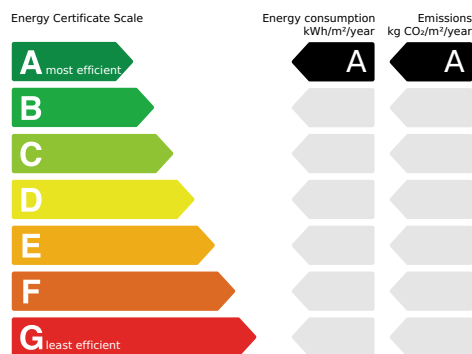 Energy Certificate Scale
Energy consumption
kWh/m²/year
Emissions
kg CO₂/m²/year
A most efficient
A
A
B
C
D
E
F
G least efficient